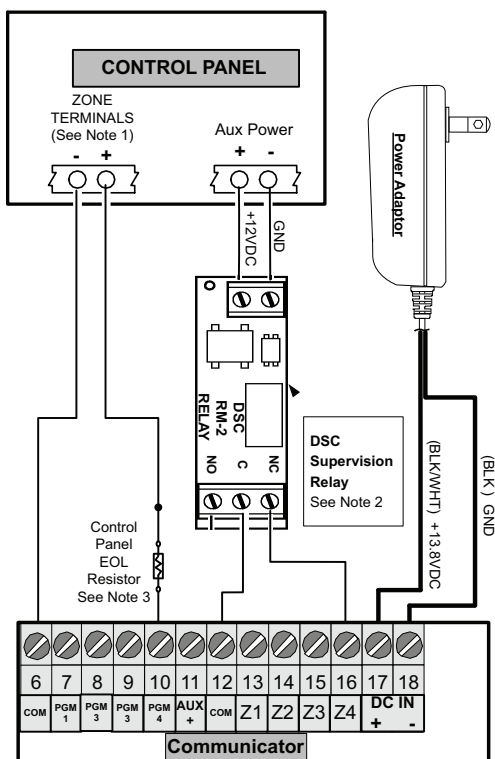 CONTROL PANEL
ZONE
TERMINALS
(See Note 1)
- +
Aux Power
+ -
+12VDC
GND
Power Adaptor
DSC
RM-2
RELAY
NO C NC
DSC
Supervision
Relay
See Note 2
(BLK/WHT) +13.8VDC
(BLK ) GND
Control
Panel
EOL
Resistor
See Note 3
6 7 8 9 10 11 12 13 14 15 16 17 18
COM PGM 1 PGM 3 PGM 3 PGM 4 AUX + COM Z1 Z2 Z3 Z4 DC IN
+ -
Communicator